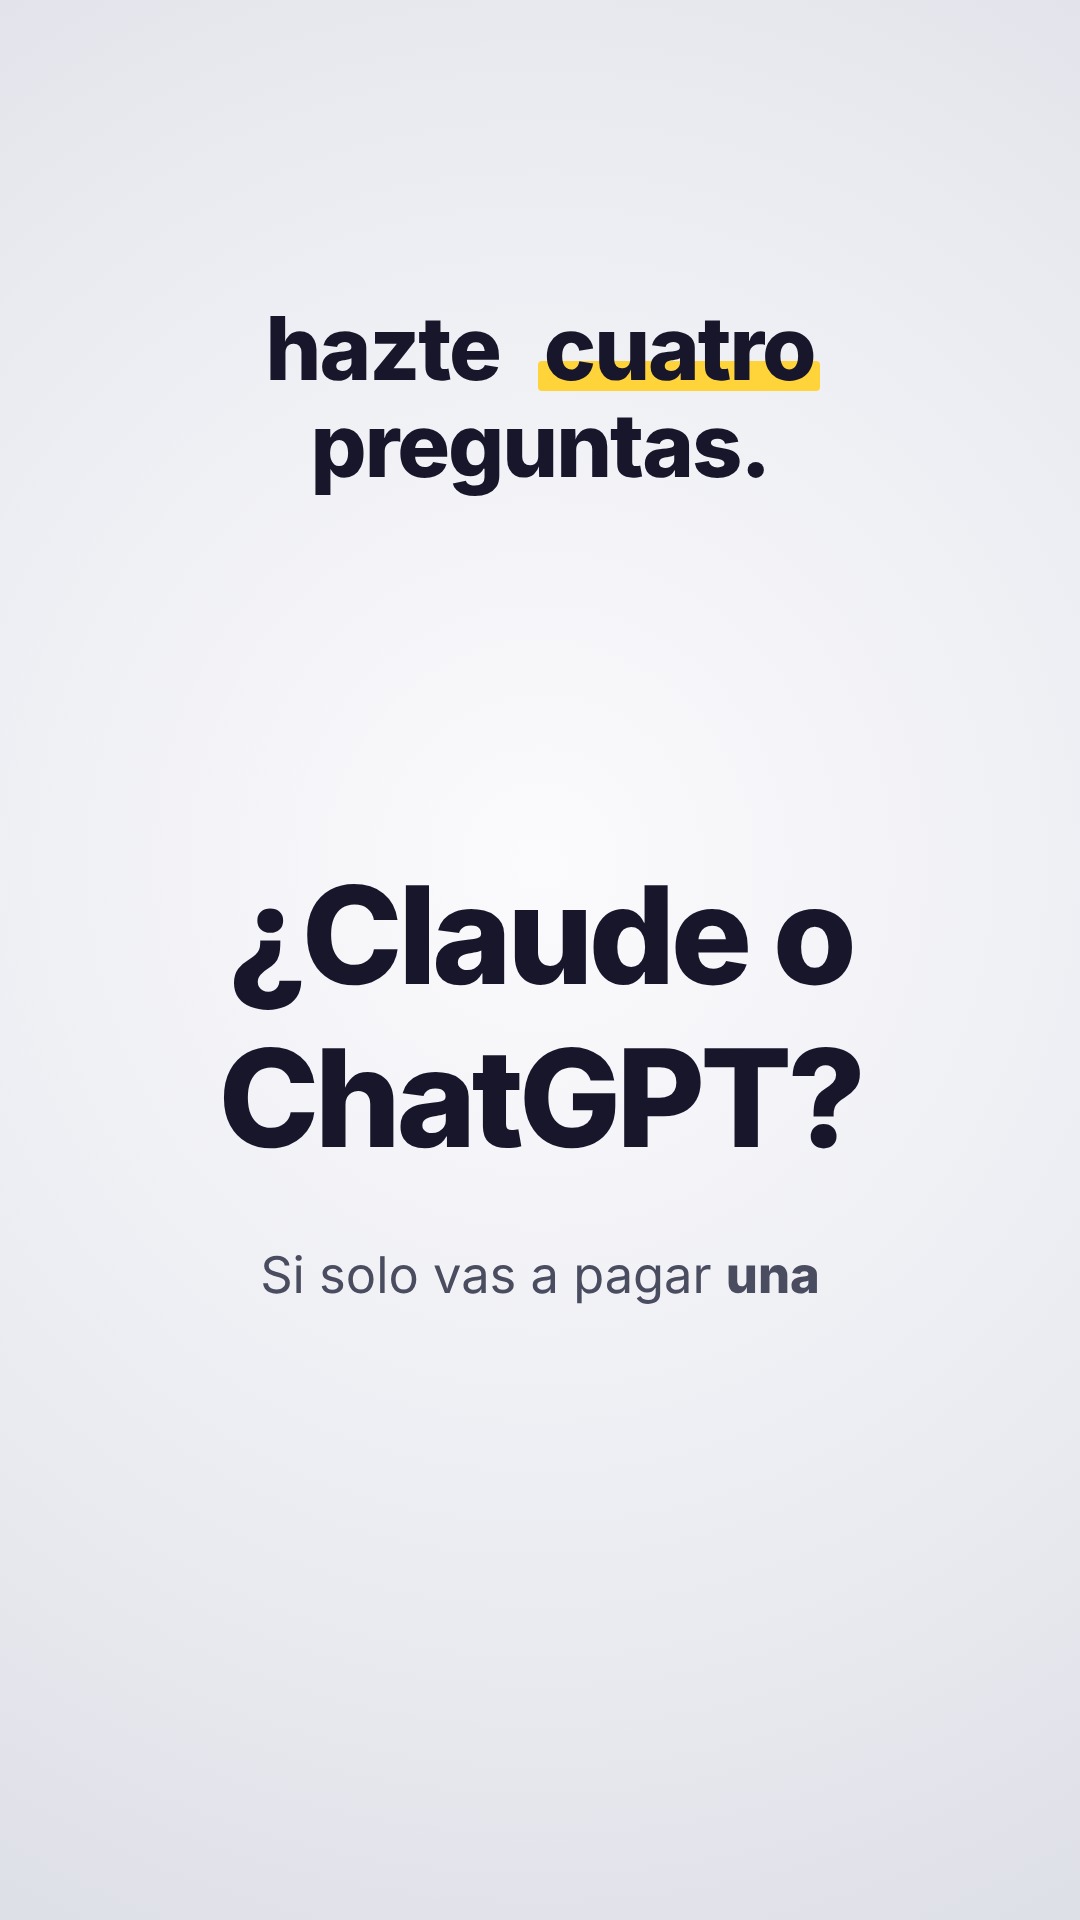 hazte cuatro
preguntas.
¿Claude o
ChatGPT?
Si solo vas a pagar una